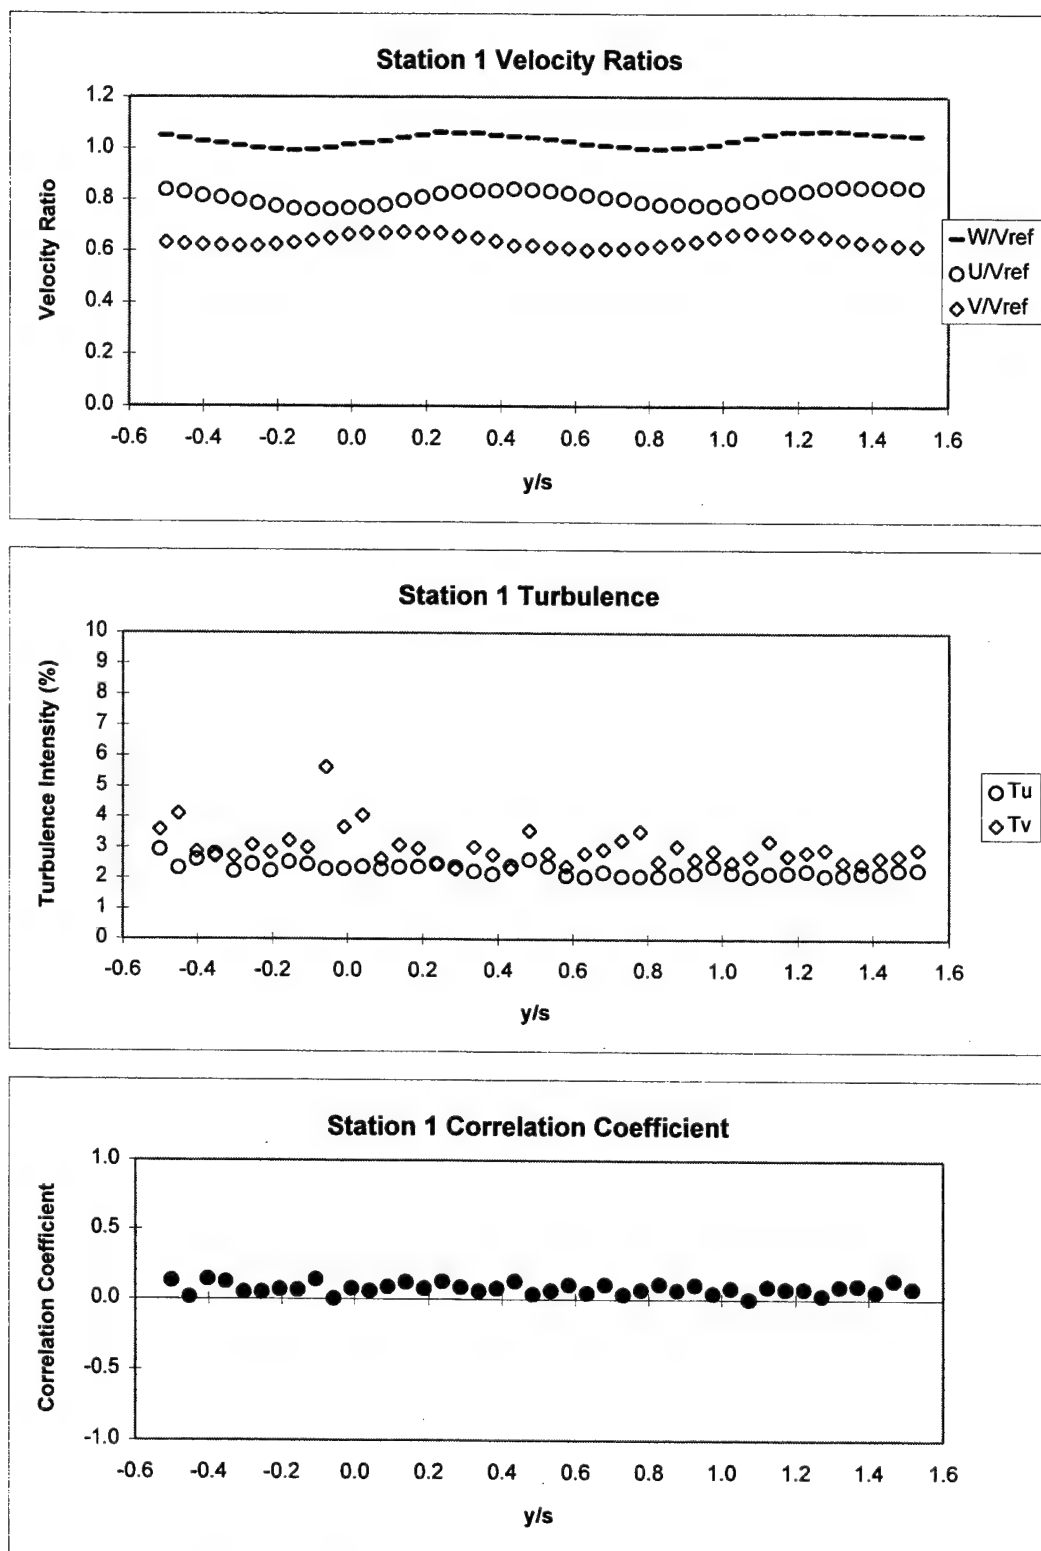 Station 1 Velocity Ratios
1.2
1.0
0.8
0.6
0.4
0.2
0.0
Velocity Ratio
-0.6 -0.4 -0.2 0.0 0.2 0.4 0.6 0.8 1.0 1.2 1.4 1.6
y/s
W/Vref
U/Vref
V/Vref
Station 1 Turbulence
10
9
8
7
6
5
4
3
2
1
0
Turbulence Intensity (%)
-0.6 -0.4 -0.2 0.0 0.2 0.4 0.6 0.8 1.0 1.2 1.4 1.6
y/s
Tu
Tv
Station 1 Correlation Coefficient
1.0
0.5
0.0
-0.5
-1.0
Correlation Coefficient
-0.6 -0.4 -0.2 0.0 0.2 0.4 0.6 0.8 1.0 1.2 1.4 1.6
y/s